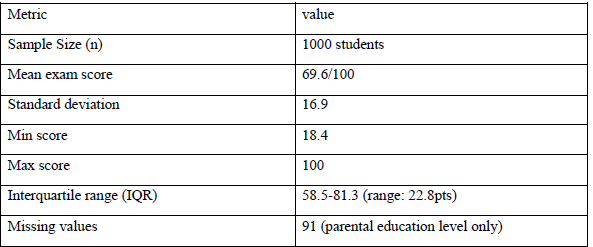 Metric value
Sample Size (n) 1000 students
Mean exam score 69.6/100
Standard deviation 16.9
Min score 18.4
Max score 100
Interquartile range (IQR) 58.5-81.3 (range: 22.8pts)
Missing values 91 (parental education level only)